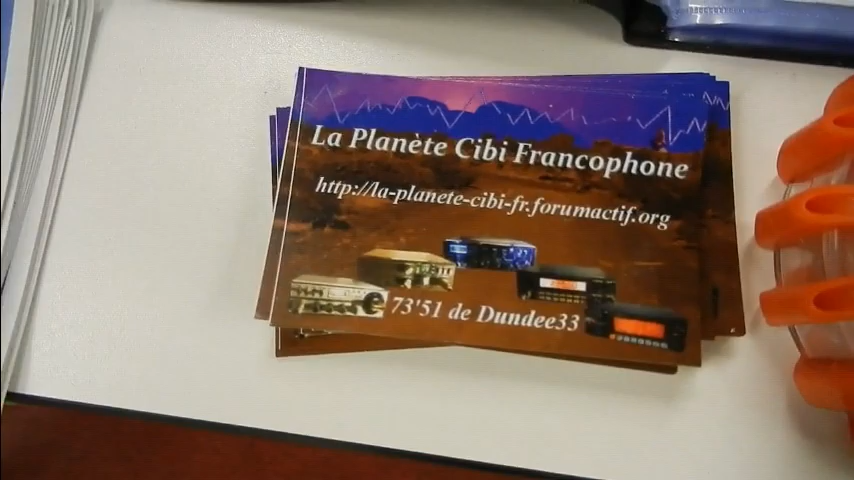 La Planète Cibi Francophone
http://la-planete-cibi-fr.forumactif.org
73'51 de Dundee33